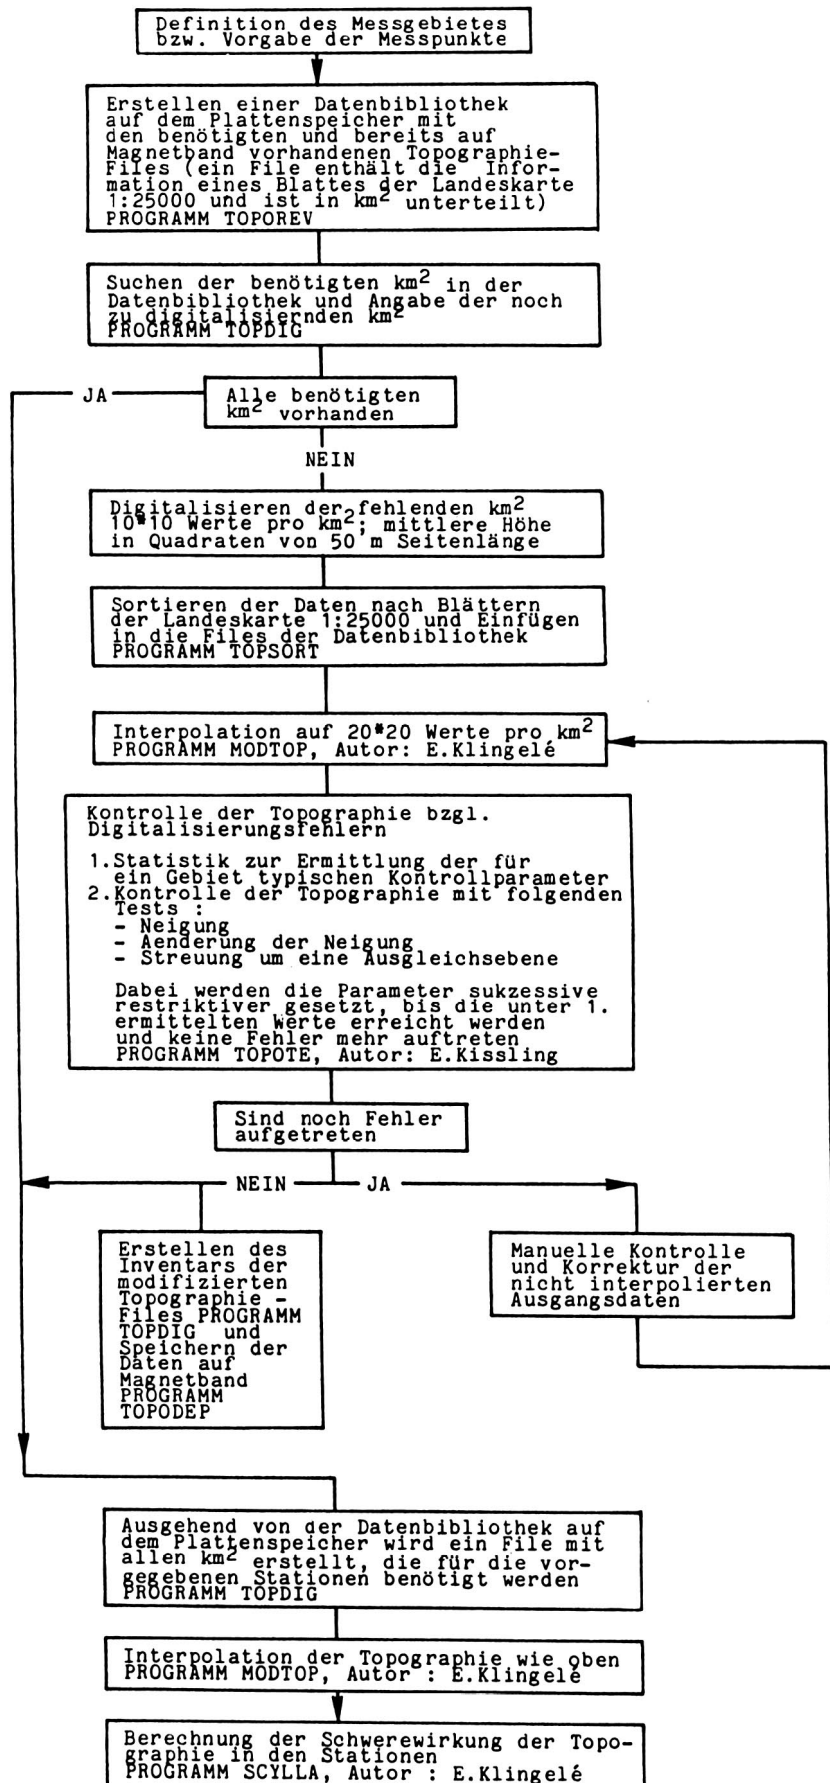 Definition des Messgebietes
bzw. Vorgabe der Messpunkte
Erstellen einer Datenbibliothek
auf dem Plattenspeicher mit
den benötigten und bereits auf
Magnetband vorhandenen Topographie-
Files (ein File enthält die Infor-
mation eines Blattes der Landeskarte
1:25000 und ist in km² unterteilt)
PROGRAMM TOPOREV
Suchen der benötigten km² in der
Datenbibliothek und Angabe der noch
zu digitalisiernden km²
PROGRAMM TOPDIG
JA
Alle benötigten
km² vorhanden
NEIN
Digitalisieren der fehlenden km²
10*10 Werte pro km²; mittlere Höhe
in Quadraten von 50 m Seitenlänge
Sortieren der Daten nach Blättern
der Landeskarte 1:25000 und Einfügen
in die Files der Datenbibliothek
PROGRAMM TOPSORT
Interpolation auf 20*20 Werte pro km²
PROGRAMM MODTOP, Autor: E.Klingelé
Kontrolle der Topographie bzgl.
Digitalisierungsfehlern
1.Statistik zur Ermittlung der für
ein Gebiet typischen Kontrollparameter
2.Kontrolle der Topographie mit folgenden
Tests :
- Neigung
- Aenderung der Neigung
- Streuung um eine Ausgleichsebene
Dabei werden die Parameter sukzessive
restriktiver gesetzt, bis die unter 1.
ermittelten Werte erreicht werden
und keine Fehler mehr auftreten
PROGRAMM TOPOTE, Autor: E.Kissling
Sind noch Fehler
aufgetreten
NEIN
JA
Erstellen des
Inventars der
modifizierten
Topographie -
Files PROGRAMM
TOPDIG und
Speichern der
Daten auf
Magnetband
PROGRAMM
TOPODEP
Manuelle Kontrolle
und Korrektur der
nicht interpolierten
Ausgangsdaten
Ausgehend von der Datenbibliothek auf
dem Plattenspeicher wird ein File mit
allen km² erstellt, die für die vor-
gegebenen Stationen benötigt werden
PROGRAMM TOPDIG
Interpolation der Topographie wie oben
PROGRAMM MODTOP, Autor : E.Klingelé
Berechnung der Schwerewirkung der Topo-
graphie in den Stationen
PROGRAMM SCYLLA, Autor : E.Klingelé